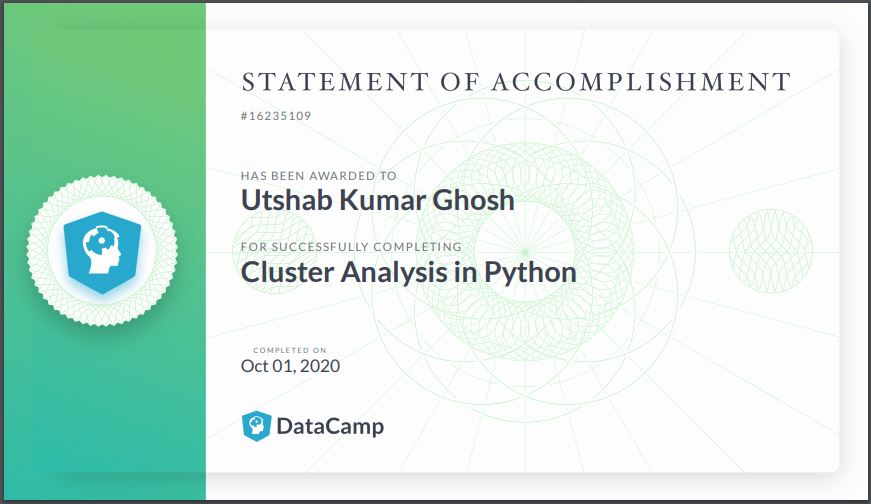 STATEMENT OF ACCOMPLISHMENT
#16235109
HAS BEEN AWARDED TO
Utshab Kumar Ghosh
FOR SUCCESSFULLY COMPLETING
Cluster Analysis in Python
COMPLETED ON
Oct 01, 2020
DataCamp